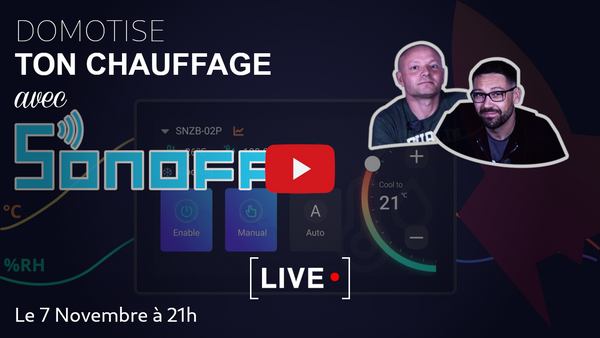 DOMOTISE
TON CHAUFFAGE
avec
SONOFF
SNZB-02P
Enable
Manual
A
Auto
+
Cool to
21°C
−
°C
%RH
LIVE
Le 7 Novembre à 21h